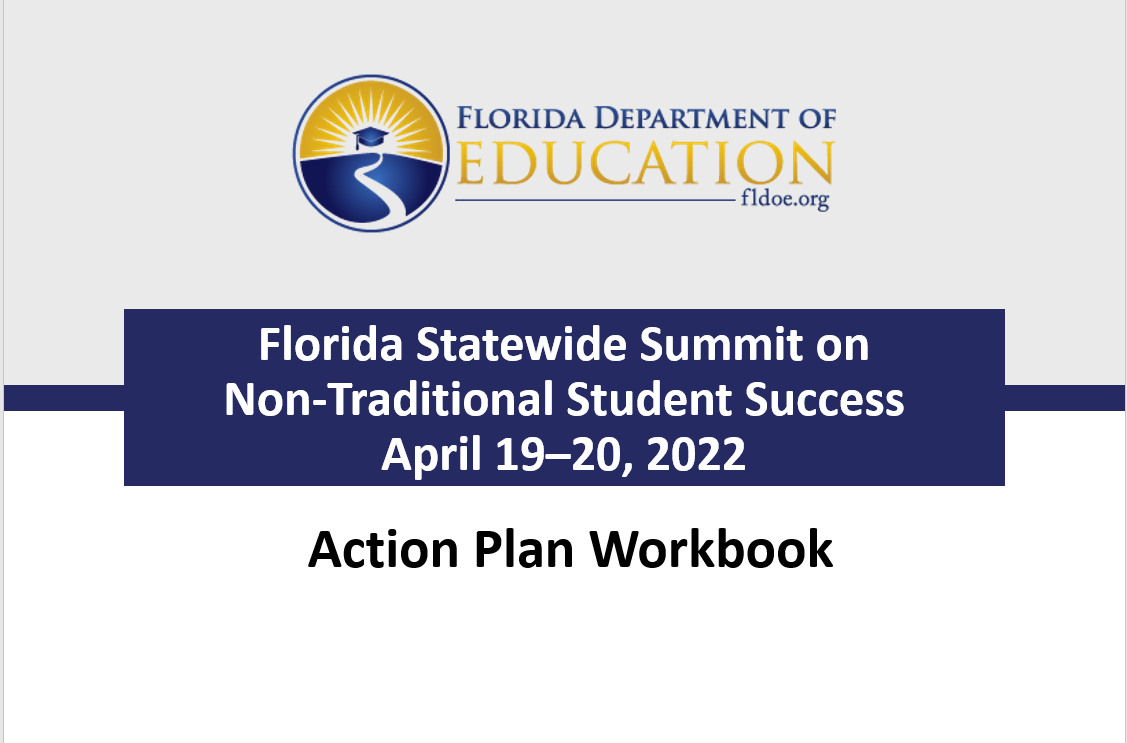 FLORIDA DEPARTMENT OF
EDUCATION
fldoe.org
Florida Statewide Summit on
Non-Traditional Student Success
April 19–20, 2022
Action Plan Workbook